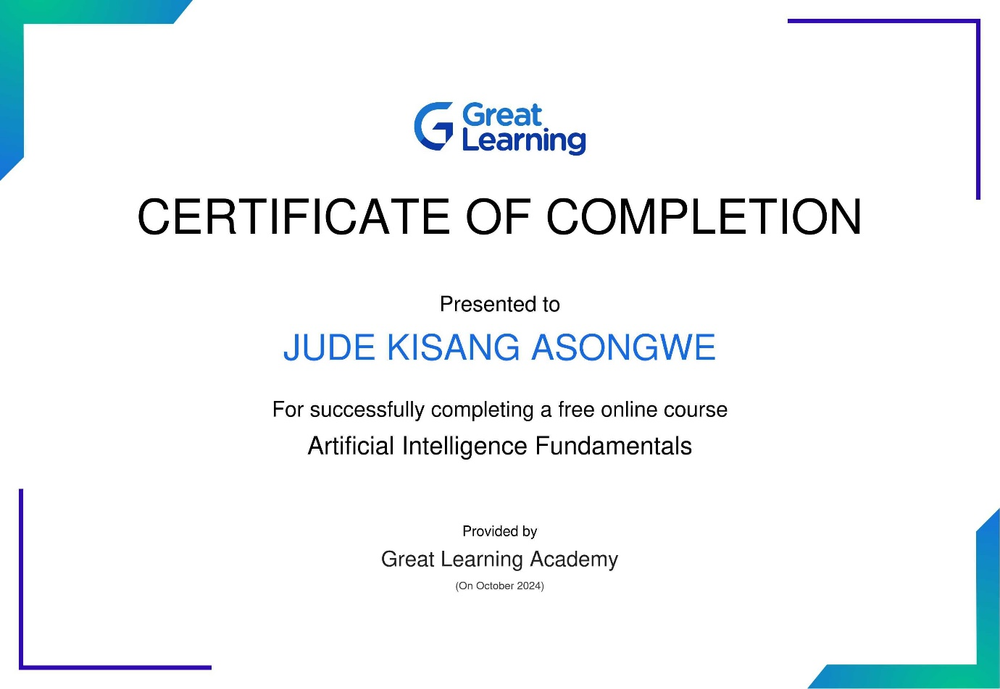 Great
Learning
CERTIFICATE OF COMPLETION
Presented to
JUDE KISANG ASONGWE
For successfully completing a free online course
Artificial Intelligence Fundamentals
Provided by
Great Learning Academy
(On October 2024)